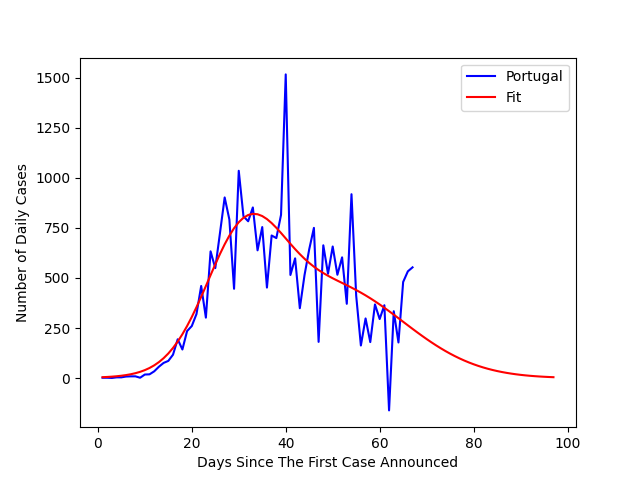 Portugal
Fit
1500
1250
1000
750
500
250
0
Number of Daily Cases
0 20 40 60 80 100
Days Since The First Case Announced